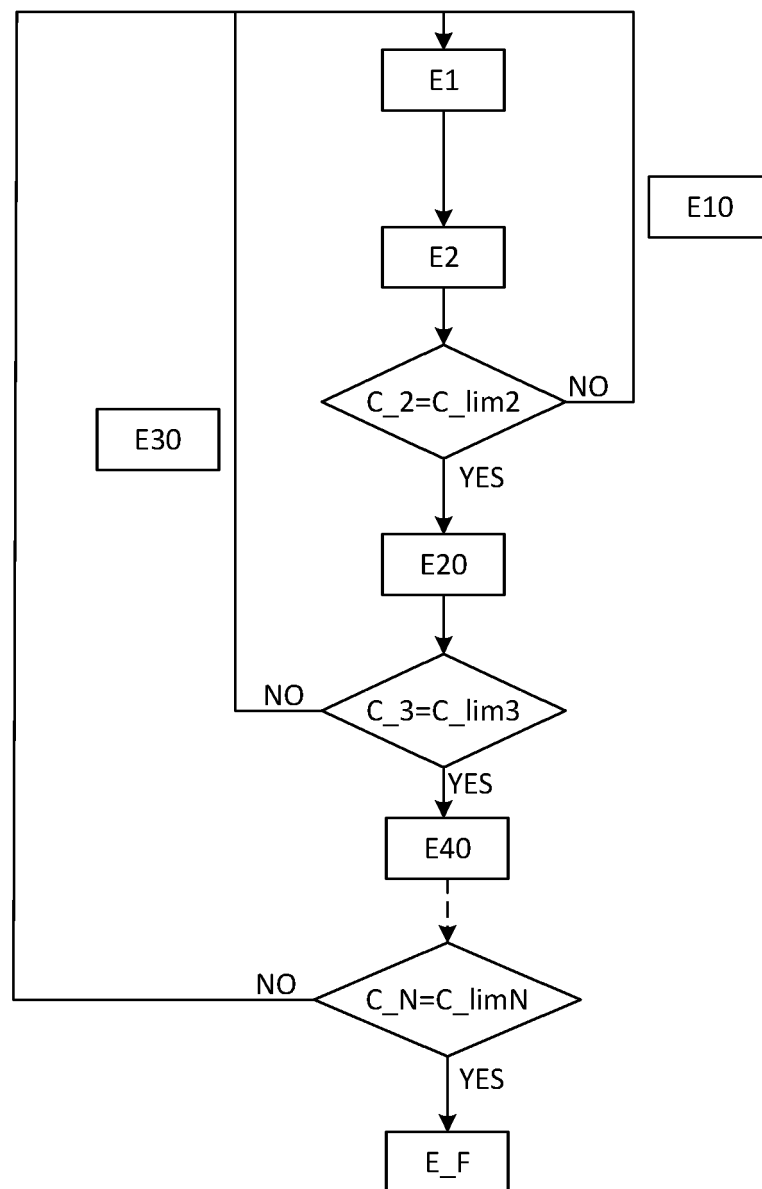 E1
E10
E2
C_2=C_lim2
NO
E30
YES
E20
NO
C_3=C_lim3
YES
E40
NO
C_N=C_limN
YES
E_F